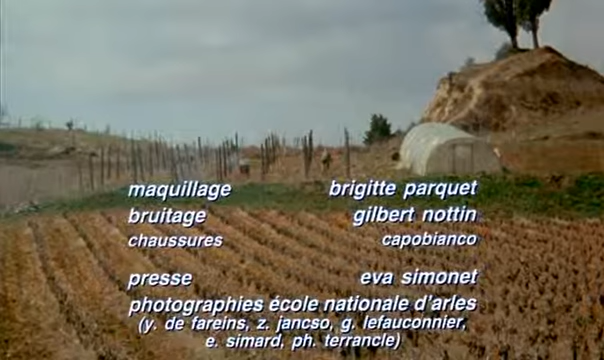 maquillage brigitte parquet
bruitage gilbert nottin
chaussures capobianco
presse eva simonet
photographies école nationale d'arles
(y. de fareins, z. jancso, g. lefauconnier,
e. simard, ph. terrancle)